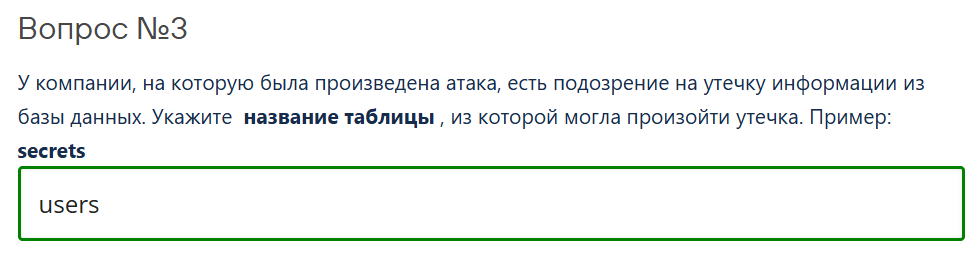 Вопрос №3
У компании, на которую была произведена атака, есть подозрение на утечку информации из
базы данных. Укажите название таблицы , из которой могла произойти утечка. Пример:
secrets
users